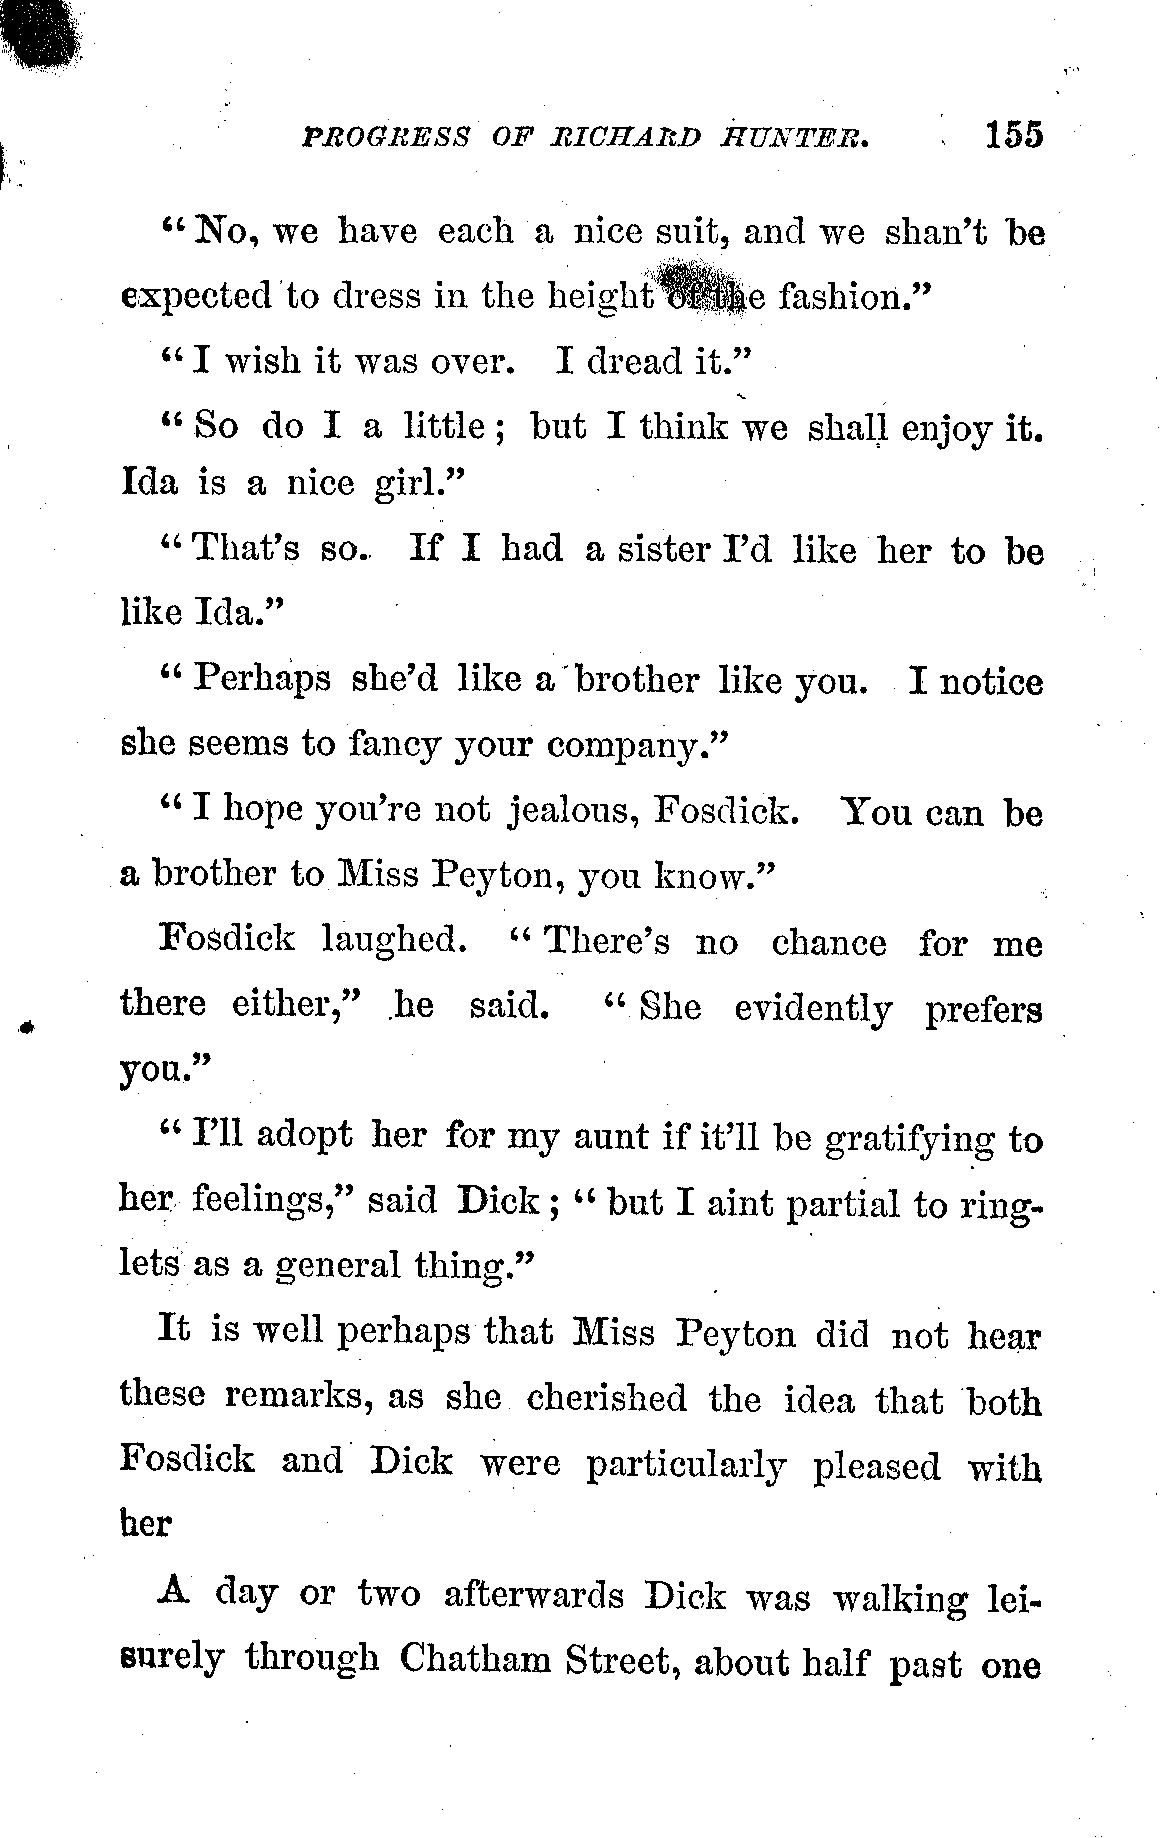 PROGRESS OF RICHARD HUNTER. 155
“No, we have each a nice suit, and we shan’t be
expected to dress in the height of the fashion.”
“I wish it was over. I dread it.”
“So do I a little; but I think we shall enjoy it.
Ida is a nice girl.”
“That’s so. If I had a sister I’d like her to be
like Ida.”
“Perhaps she’d like a brother like you. I notice
she seems to fancy your company.”
“I hope you’re not jealous, Fosdick. You can be
a brother to Miss Peyton, you know.”
Fosdick laughed. “There’s no chance for me
there either,” he said. “She evidently prefers
you.”
“I’ll adopt her for my aunt if it’ll be gratifying to
her feelings,” said Dick; “but I aint partial to ring-
lets as a general thing.”
It is well perhaps that Miss Peyton did not hear
these remarks, as she cherished the idea that both
Fosdick and Dick were particularly pleased with
her
A day or two afterwards Dick was walking lei-
surely through Chatham Street, about half past one